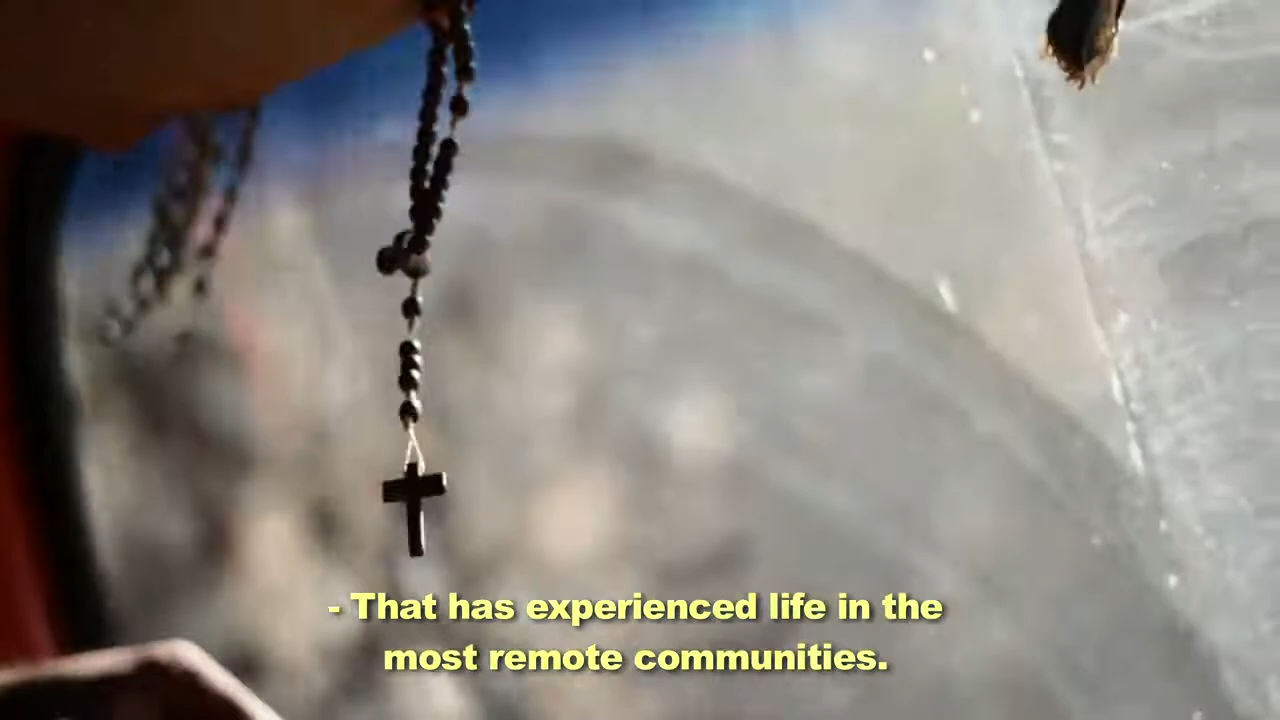 - That has experienced life in the
most remote communities.